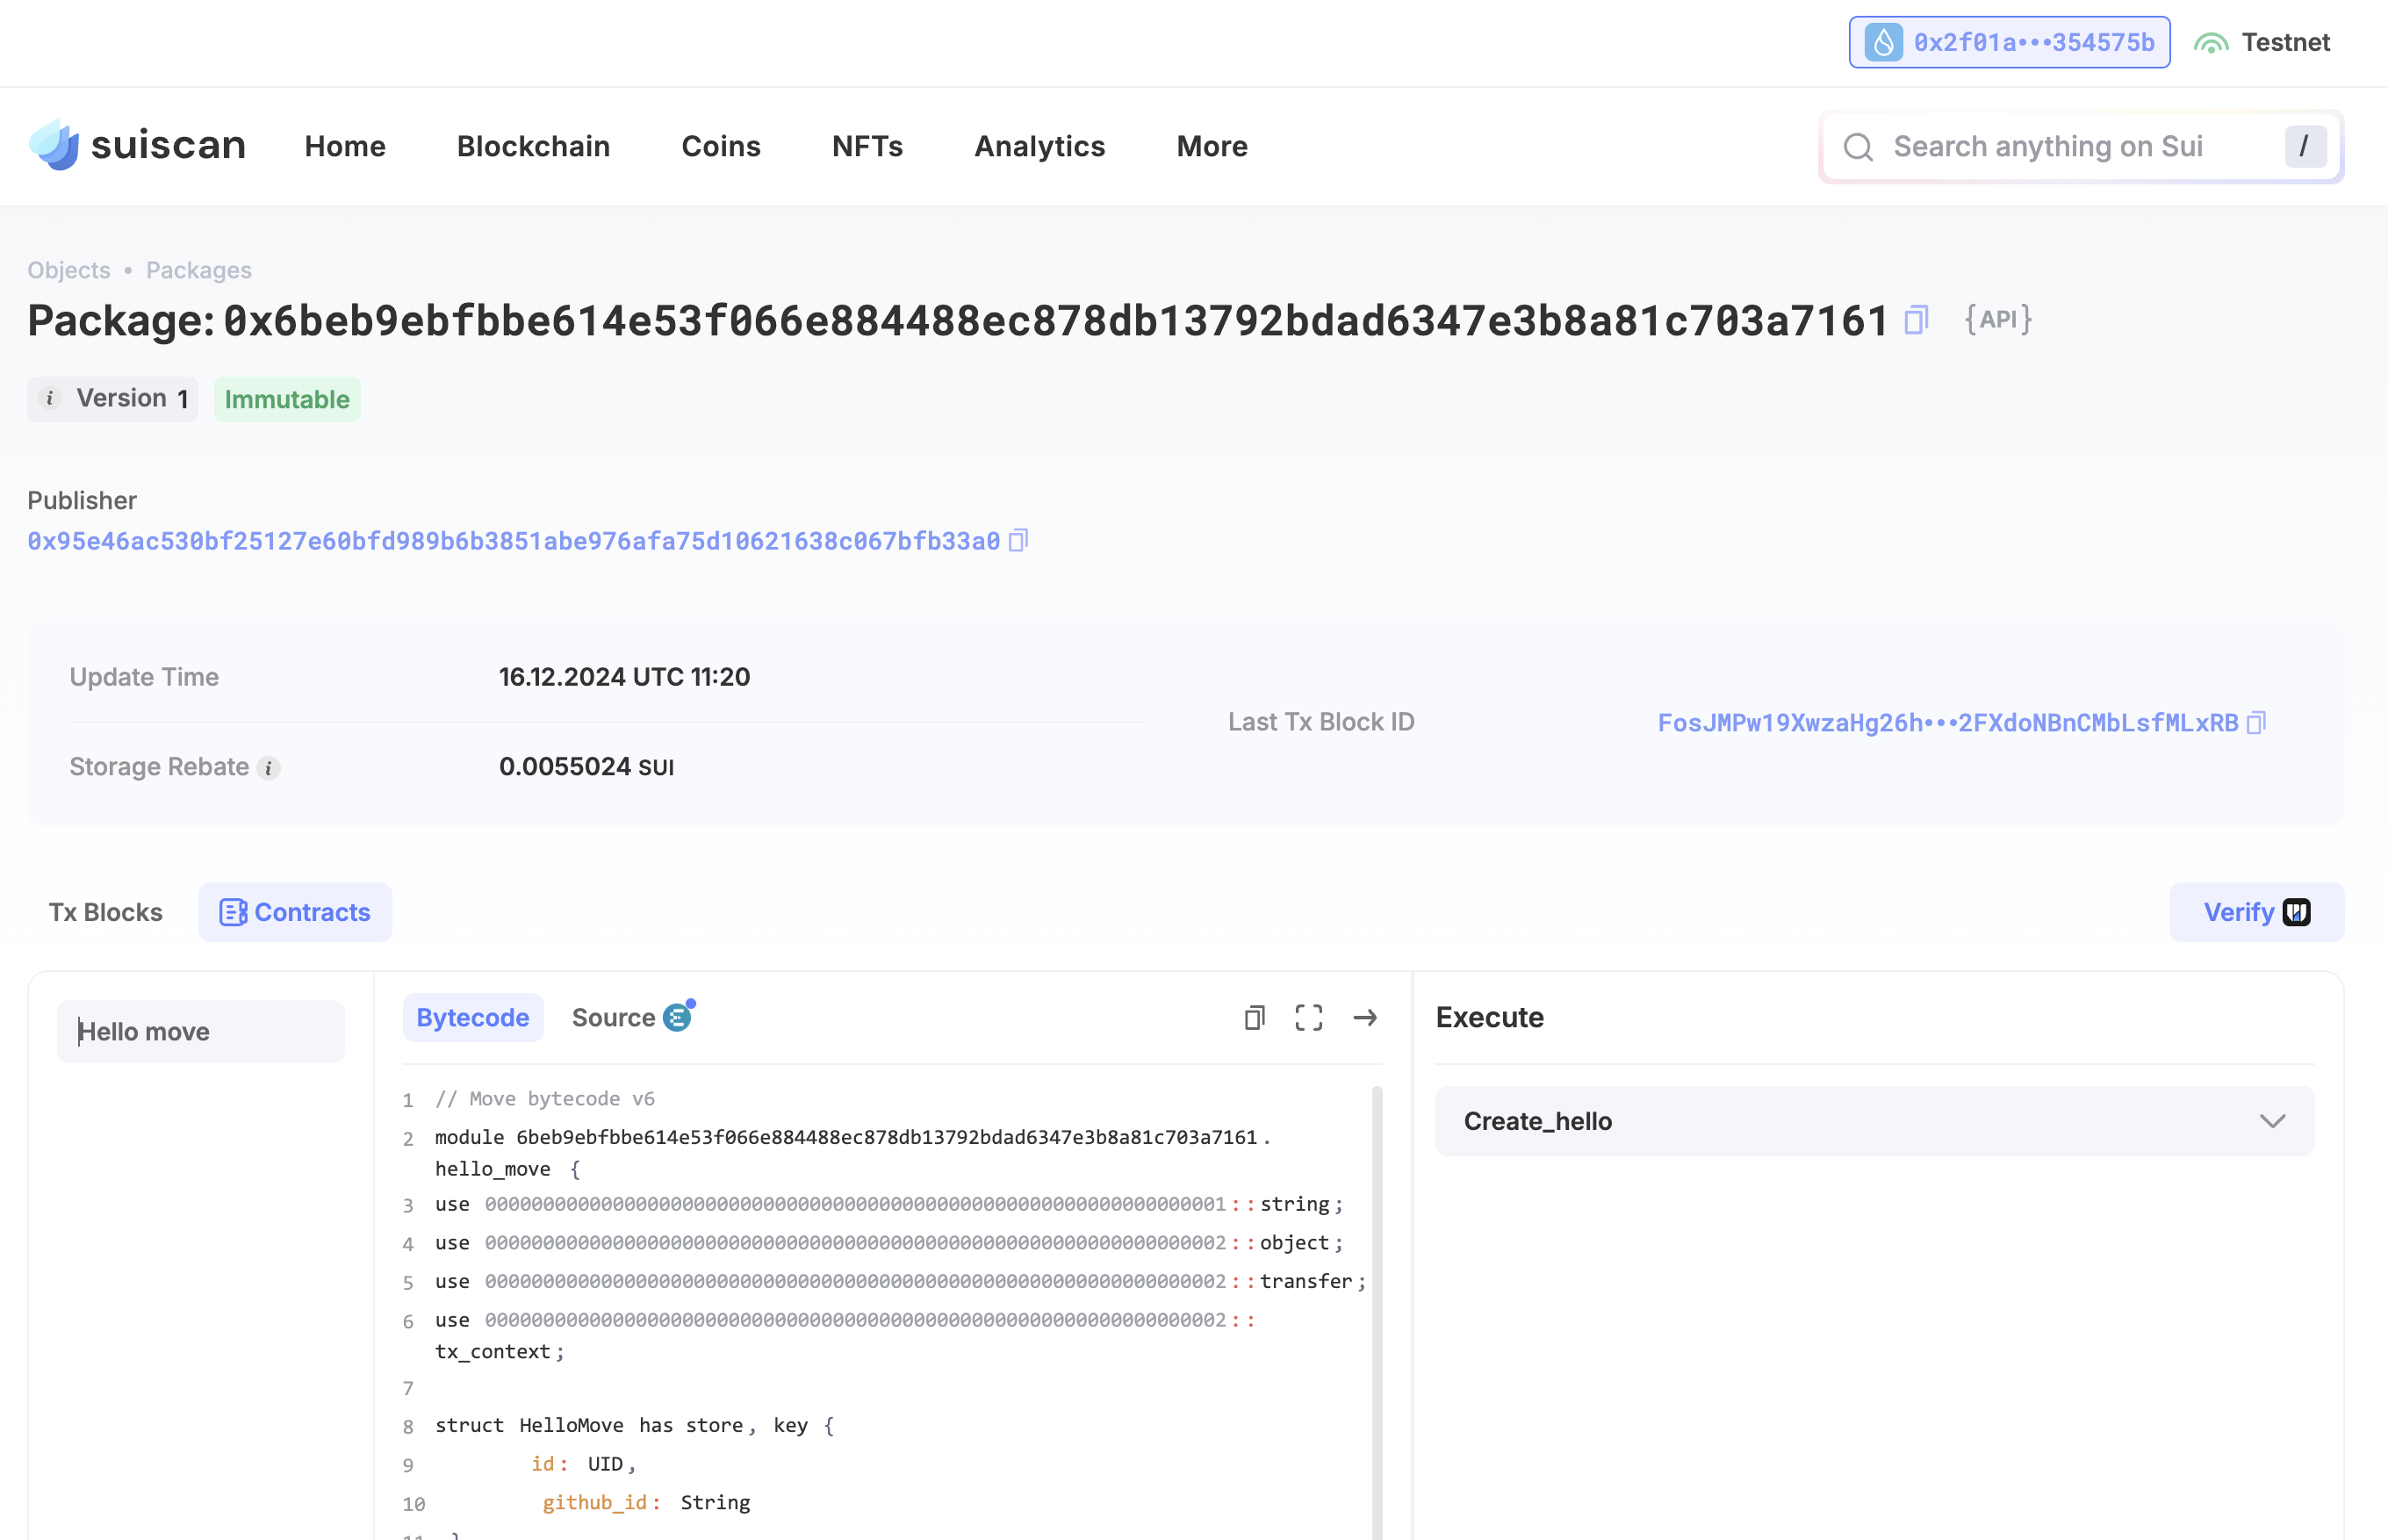 0x2f01a•••354575b Testnet
suiscan Home Blockchain Coins NFTs Analytics More Search anything on Sui /
Objects • Packages
Package: 0x6beb9ebfbbe614e53f066e884488ec878db13792bdad6347e3b8a81c703a7161 {API}
i Version 1 Immutable
Publisher
0x95e46ac530bf25127e60bfd989b6b3851abe976afa75d10621638c067bfb33a0
Update Time 16.12.2024 UTC 11:20
Last Tx Block ID FosJMPw19XwzaHg26h•••2FXdoNBnCMbLsfMLxRB
Storage Rebate i 0.0055024 SUI
Tx Blocks Contracts Verify
Hello move
Bytecode Source
Execute
Create_hello
1 // Move bytecode v6
2 module 6beb9ebfbbe614e53f066e884488ec878db13792bdad6347e3b8a81c703a7161.
hello_move {
3 use 0000000000000000000000000000000000000000000000000000000000000001::string;
4 use 0000000000000000000000000000000000000000000000000000000000000002::object;
5 use 0000000000000000000000000000000000000000000000000000000000000002::transfer;
6 use 0000000000000000000000000000000000000000000000000000000000000002::
tx_context;
7
8 struct HelloMove has store, key {
9 id: UID,
10 github_id: String
11 }